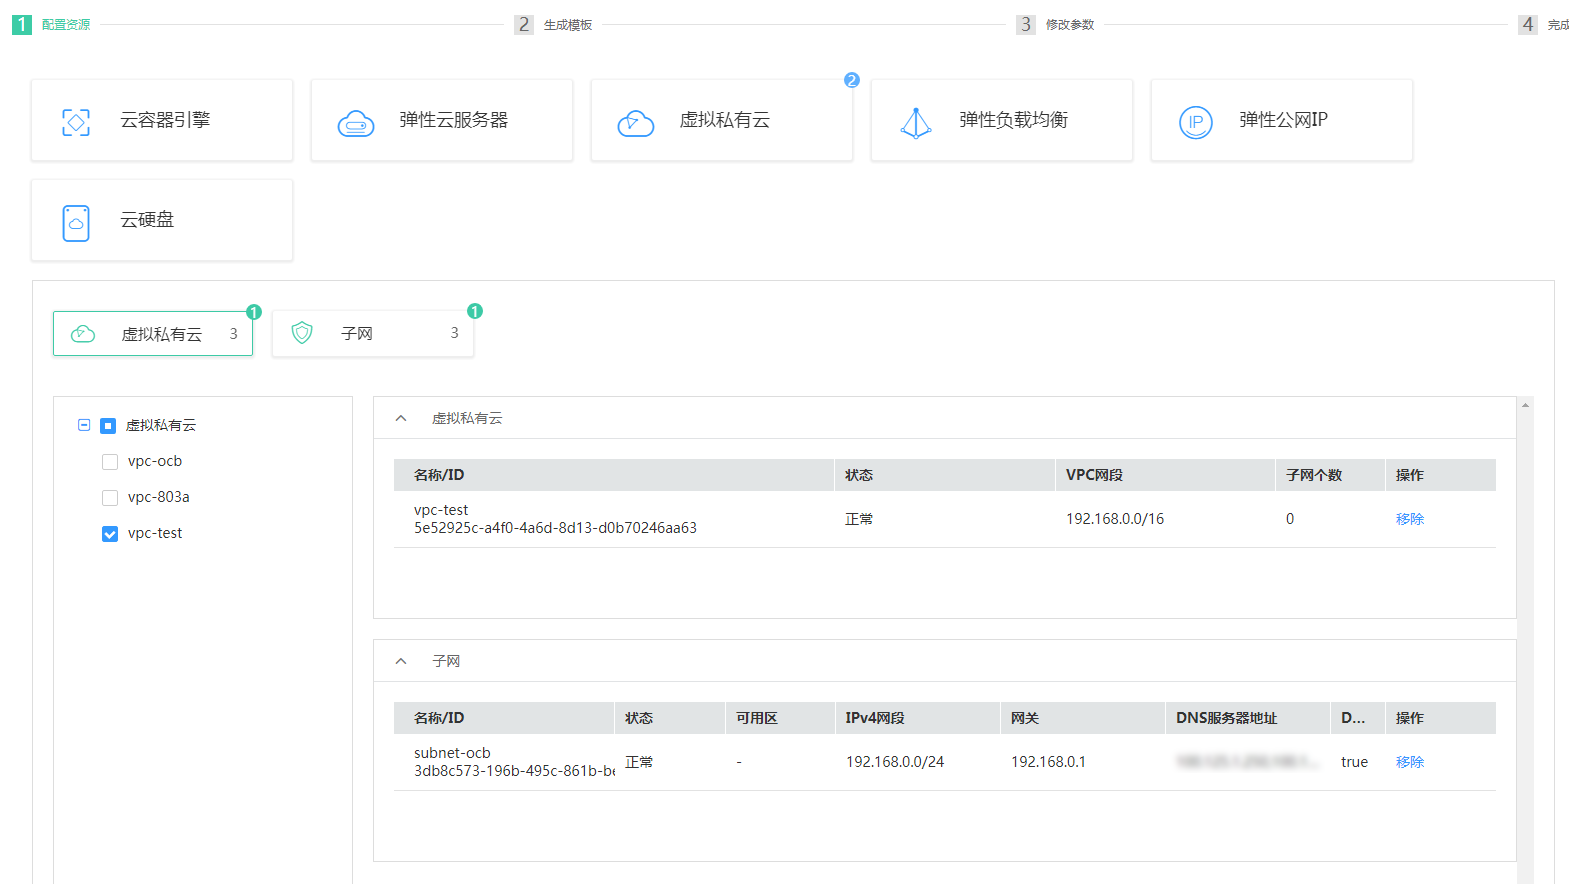 1 配置资源
2 生成模板
3 修改参数
4 完成
云容器引擎
弹性云服务器
虚拟私有云 2
弹性负载均衡
IP 弹性公网IP
云硬盘
虚拟私有云 3 1
子网 3 1
虚拟私有云
vpc-ocb
vpc-803a
vpc-test
虚拟私有云
名称/ID 状态 VPC网段 子网个数 操作
vpc-test
5e52925c-a4f0-4a6d-8d13-d0b70246aa63
正常 192.168.0.0/16 0 移除
子网
名称/ID 状态 可用区 IPv4网段 网关 DNS服务器地址 D... 操作
subnet-ocb
3db8c573-196b-495c-861b-be
正常 - 192.168.0.0/24 192.168.0.1 true 移除